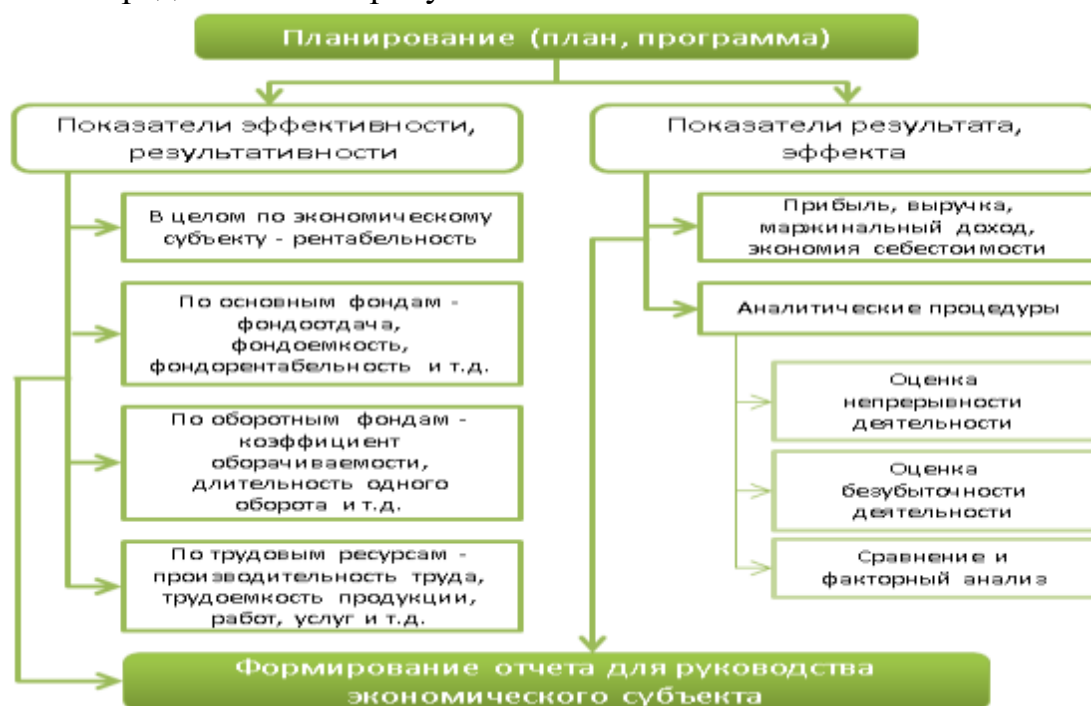 Планирование (план, программа)
Показатели эффективности,
результативности
В целом по экономическому
субъекту - рентабельность
По основным фондам -
фондоотдача,
фондоемкость,
фондорентабельность и т.д.
По оборотным фондам -
коэффициент
оборачиваемости,
длительность одного
оборота и т.д.
По трудовым ресурсам -
производительность труда,
трудоемкость продукции,
работ, услуг и т.д.
Показатели результата,
эффекта
Прибыль, выручка,
маржинальный доход,
экономия себестоимости
Аналитические процедуры
Оценка
непрерывности
деятельности
Оценка
безубыточности
деятельности
Сравнение и
факторный анализ
Формирование отчета для руководства
экономического субъекта